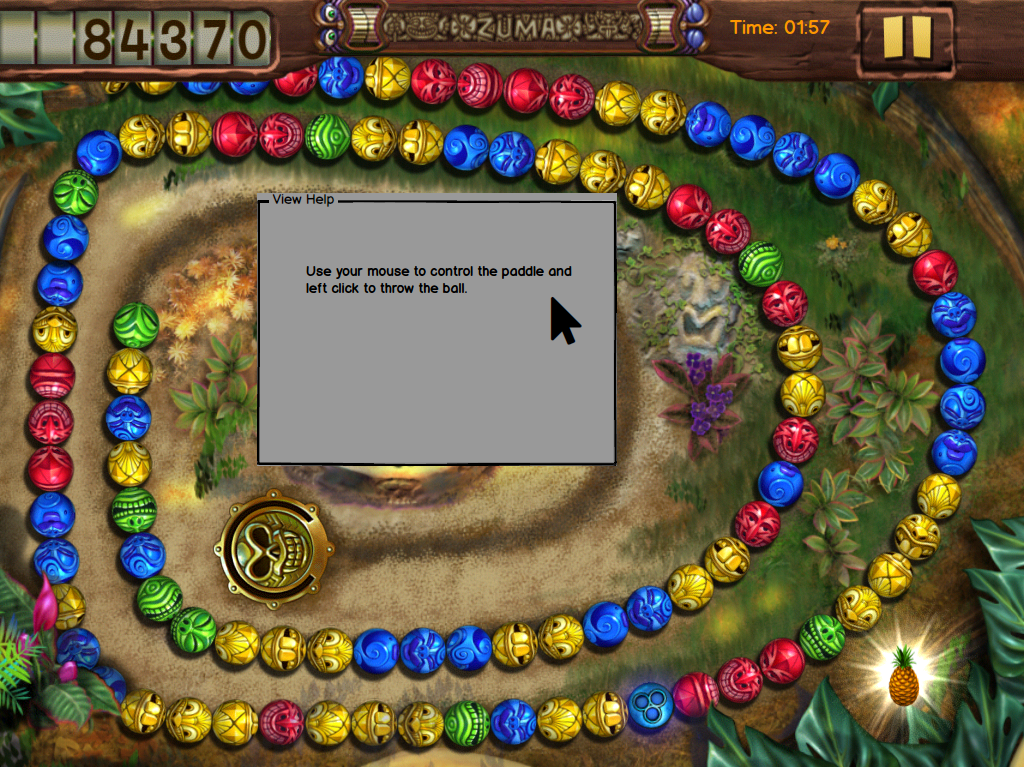 84370
ZUMA
Time: 01:57
View Help
Use your mouse to control the paddle and
left click to throw the ball.